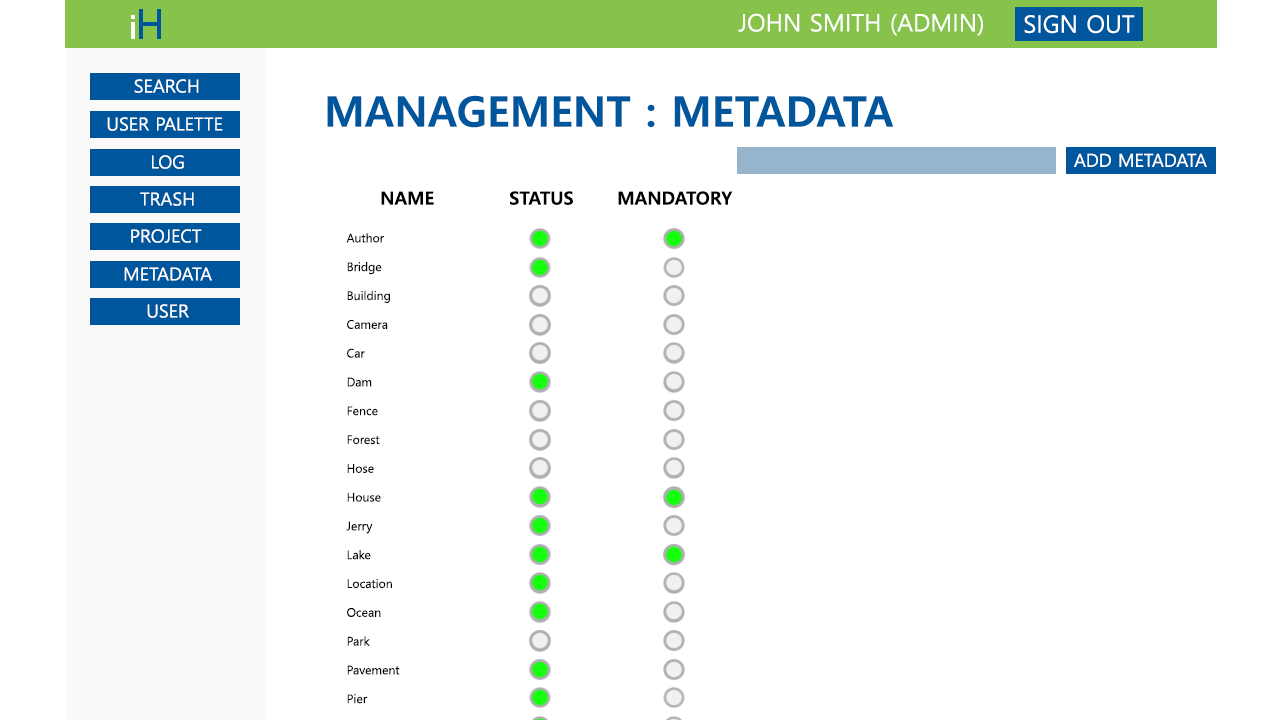 iH
JOHN SMITH (ADMIN)
SIGN OUT
SEARCH
USER PALETTE
LOG
TRASH
PROJECT
METADATA
USER
MANAGEMENT : METADATA
ADD METADATA
NAME STATUS MANDATORY
Author
Bridge
Building
Camera
Car
Dam
Fence
Forest
Hose
House
Jerry
Lake
Location
Ocean
Park
Pavement
Pier